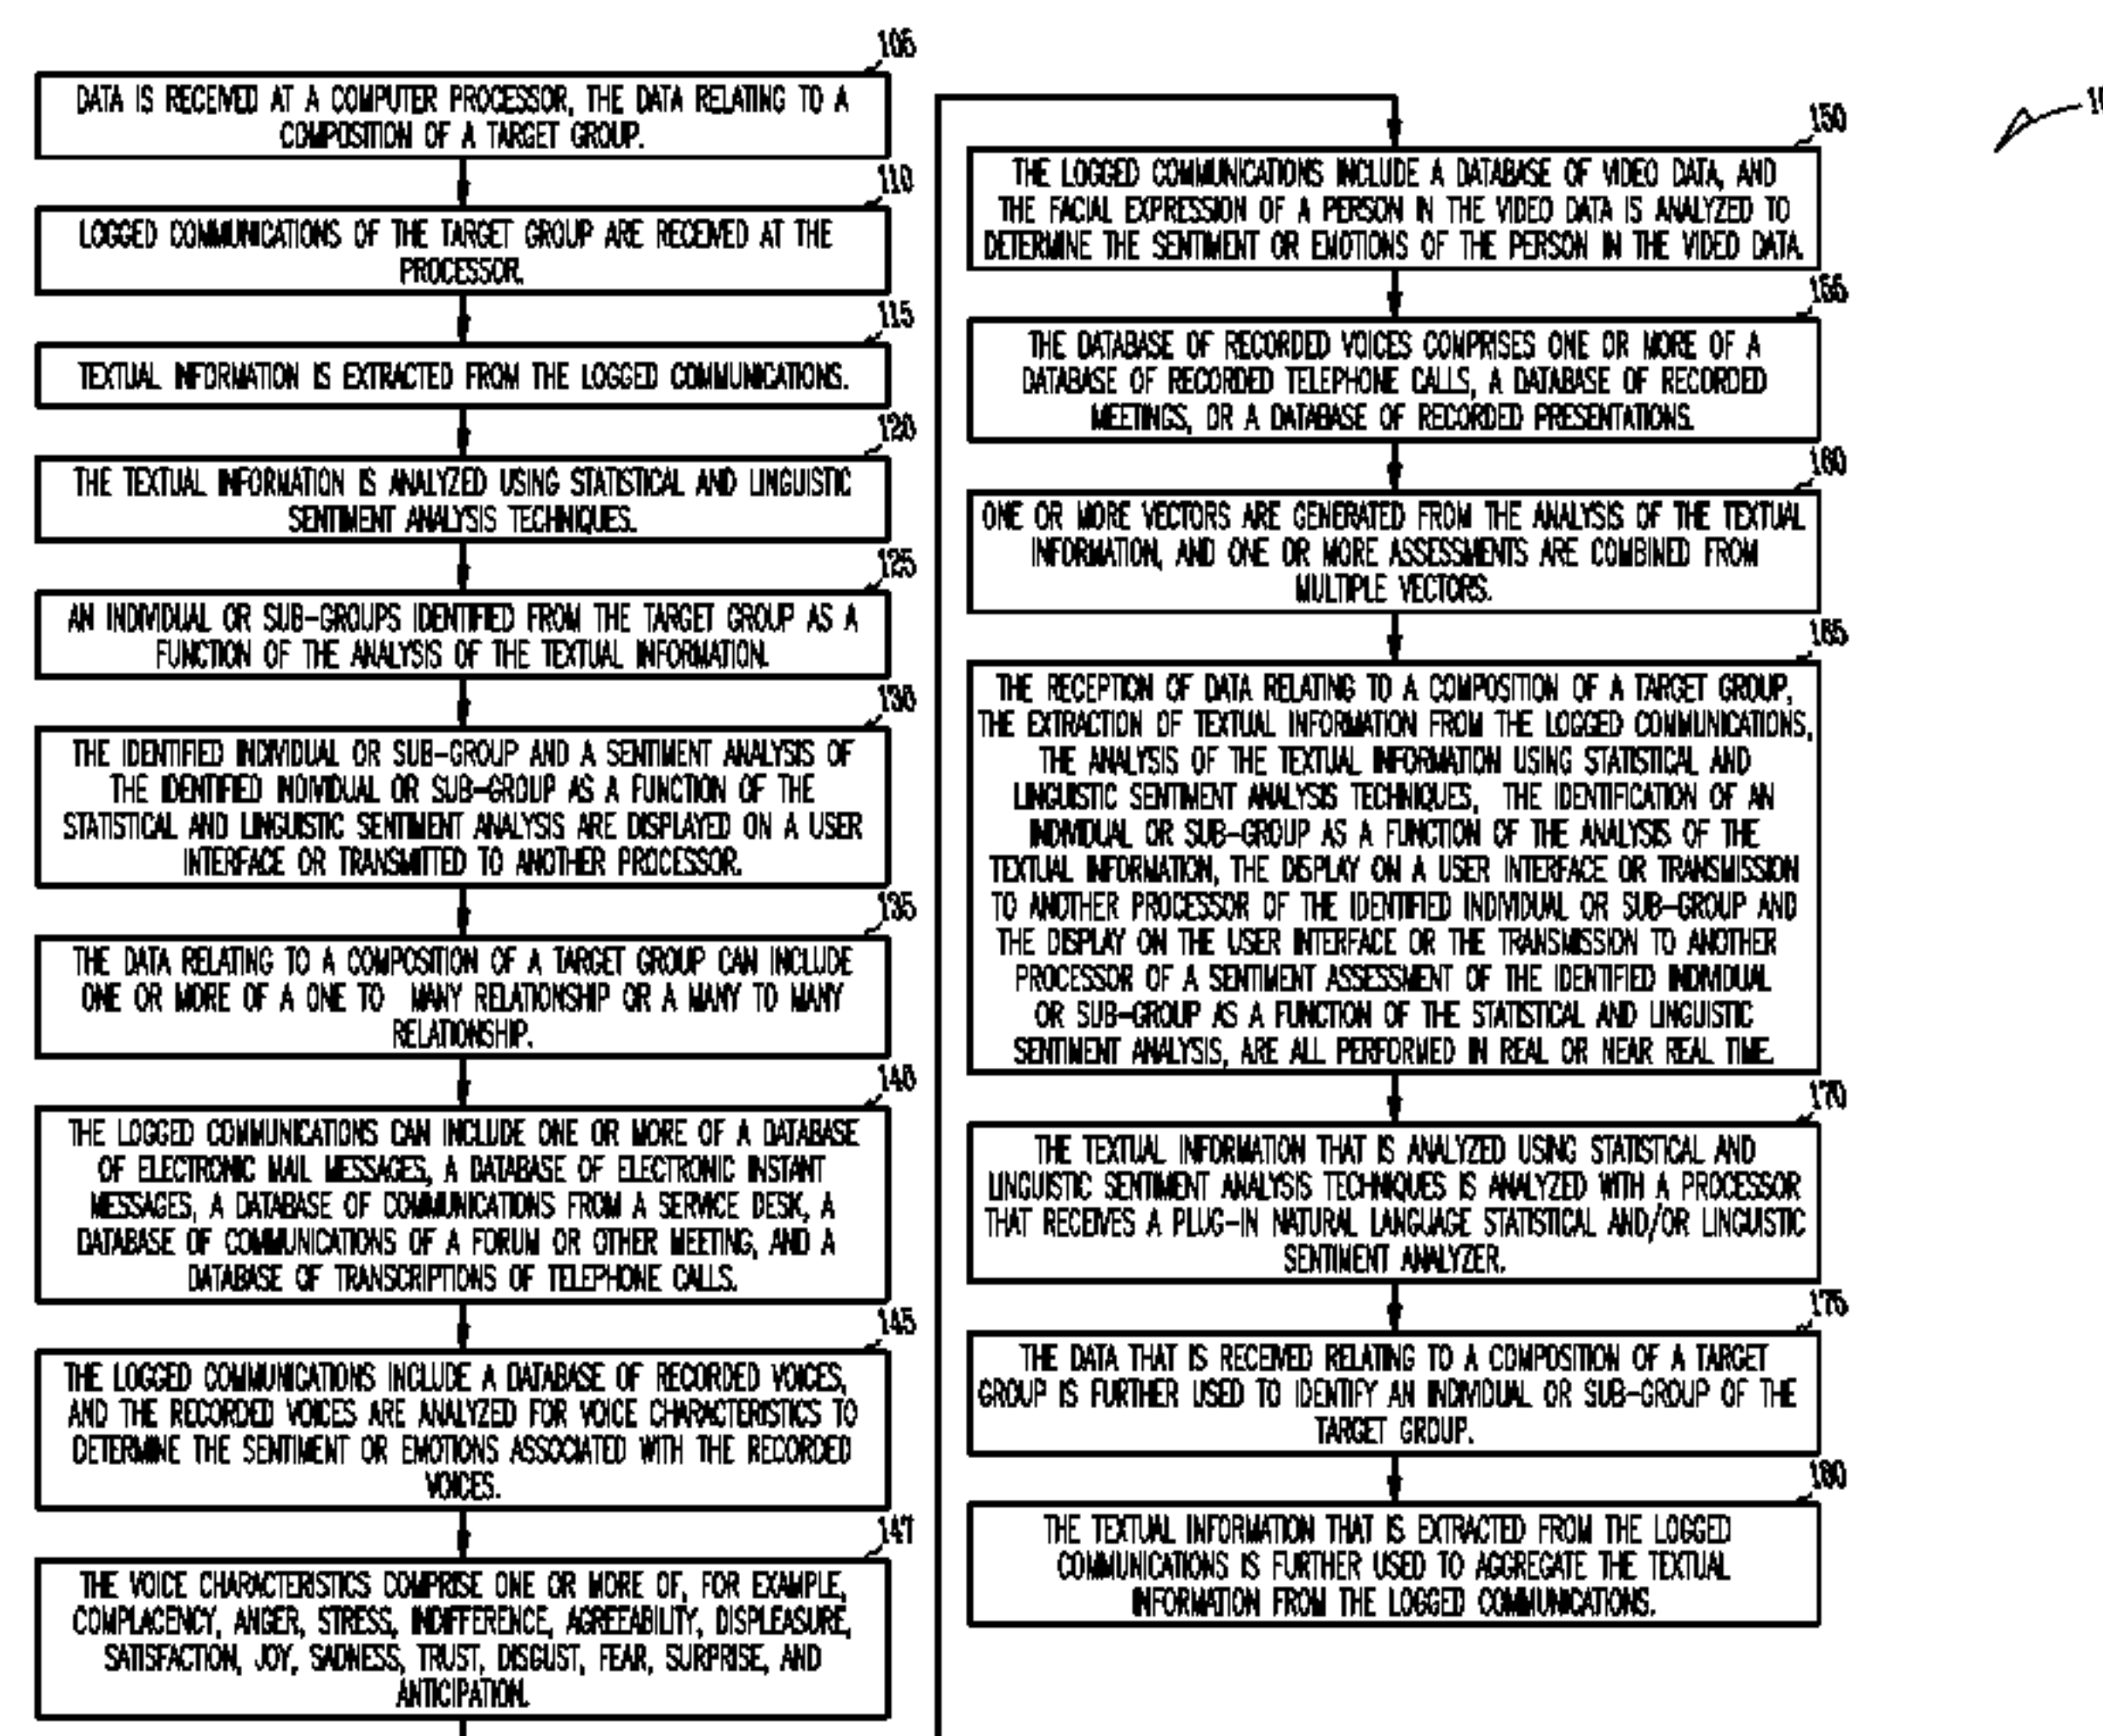 105
DATA IS RECEIVED AT A COMPUTER PROCESSOR, THE DATA RELATING TO A
COMPOSITION OF A TARGET GROUP.
110
LOGGED COMMUNICATIONS OF THE TARGET GROUP ARE RECEIVED AT THE
PROCESSOR.
115
TEXTUAL INFORMATION IS EXTRACTED FROM THE LOGGED COMMUNICATIONS.
120
THE TEXTUAL INFORMATION IS ANALYZED USING STATISTICAL AND LINGUISTIC
SENTIMENT ANALYSIS TECHNIQUES.
125
AN INDIVIDUAL OR SUB-GROUPS IDENTIFIED FROM THE TARGET GROUP AS A
FUNCTION OF THE ANALYSIS OF THE TEXTUAL INFORMATION.
130
THE IDENTIFIED INDIVIDUAL OR SUB-GROUP AND A SENTIMENT ANALYSIS OF
THE IDENTIFIED INDIVIDUAL OR SUB-GROUP AS A FUNCTION OF THE
STATISTICAL AND LINGUISTIC SENTIMENT ANALYSIS ARE DISPLAYED ON A USER
INTERFACE OR TRANSMITTED TO ANOTHER PROCESSOR.
135
THE DATA RELATING TO A COMPOSITION OF A TARGET GROUP CAN INCLUDE
ONE OR MORE OF A ONE TO MANY RELATIONSHIP OR A MANY TO MANY
RELATIONSHIP.
140
THE LOGGED COMMUNICATIONS CAN INCLUDE ONE OR MORE OF A DATABASE
OF ELECTRONIC MAIL MESSAGES, A DATABASE OF ELECTRONIC INSTANT
MESSAGES, A DATABASE OF COMMUNICATIONS FROM A SERVICE DESK, A
DATABASE OF COMMUNICATIONS OF A FORUM OR OTHER MEETING, AND A
DATABASE OF TRANSCRIPTIONS OF TELEPHONE CALLS.
145
THE LOGGED COMMUNICATIONS INCLUDE A DATABASE OF RECORDED VOICES,
AND THE RECORDED VOICES ARE ANALYZED FOR VOICE CHARACTERISTICS TO
DETERMINE THE SENTIMENT OR EMOTIONS ASSOCIATED WITH THE RECORDED
VOICES.
147
THE VOICE CHARACTERISTICS COMPRISE ONE OR MORE OF, FOR EXAMPLE,
COMPLACENCY, ANGER, STRESS, INDIFFERENCE, AGREEABILITY, DISPLEASURE,
SATISFACTION, JOY, SADNESS, TRUST, DISGUST, FEAR, SURPRISE, AND
ANTICIPATION.
150
THE LOGGED COMMUNICATIONS INCLUDE A DATABASE OF VIDEO DATA, AND
THE FACIAL EXPRESSION OF A PERSON IN THE VIDEO DATA IS ANALYZED TO
DETERMINE THE SENTIMENT OR EMOTIONS OF THE PERSON IN THE VIDEO DATA.
155
THE DATABASE OF RECORDED VOICES COMPRISES ONE OR MORE OF A
DATABASE OF RECORDED TELEPHONE CALLS, A DATABASE OF RECORDED
MEETINGS, OR A DATABASE OF RECORDED PRESENTATIONS.
160
ONE OR MORE VECTORS ARE GENERATED FROM THE ANALYSIS OF THE TEXTUAL
INFORMATION, AND ONE OR MORE ASSESSMENTS ARE COMBINED FROM
MULTIPLE VECTORS.
165
THE RECEPTION OF DATA RELATING TO A COMPOSITION OF A TARGET GROUP,
THE EXTRACTION OF TEXTUAL INFORMATION FROM THE LOGGED COMMUNICATIONS,
THE ANALYSIS OF THE TEXTUAL INFORMATION USING STATISTICAL AND
LINGUISTIC SENTIMENT ANALYSIS TECHNIQUES, THE IDENTIFICATION OF AN
INDIVIDUAL OR SUB-GROUP AS A FUNCTION OF THE ANALYSIS OF THE
TEXTUAL INFORMATION, THE DISPLAY ON A USER INTERFACE OR TRANSMISSION
TO ANOTHER PROCESSOR OF THE IDENTIFIED INDIVIDUAL OR SUB-GROUP AND
THE DISPLAY ON THE USER INTERFACE OR THE TRANSMISSION TO ANOTHER
PROCESSOR OF A SENTIMENT ASSESSMENT OF THE IDENTIFIED INDIVIDUAL
OR SUB-GROUP AS A FUNCTION OF THE STATISTICAL AND LINGUISTIC
SENTIMENT ANALYSIS, ARE ALL PERFORMED IN REAL OR NEAR REAL TIME.
170
THE TEXTUAL INFORMATION THAT IS ANALYZED USING STATISTICAL AND
LINGUISTIC SENTIMENT ANALYSIS TECHNIQUES IS ANALYZED WITH A PROCESSOR
THAT RECEIVES A PLUG-IN NATURAL LANGUAGE STATISTICAL AND/OR LINGUISTIC
SENTIMENT ANALYZER.
175
THE DATA THAT IS RECEIVED RELATING TO A COMPOSITION OF A TARGET
GROUP IS FURTHER USED TO IDENTIFY AN INDIVIDUAL OR SUB-GROUP OF THE
TARGET GROUP.
180
THE TEXTUAL INFORMATION THAT IS EXTRACTED FROM THE LOGGED
COMMUNICATIONS IS FURTHER USED TO AGGREGATE THE TEXTUAL
INFORMATION FROM THE LOGGED COMMUNICATIONS.